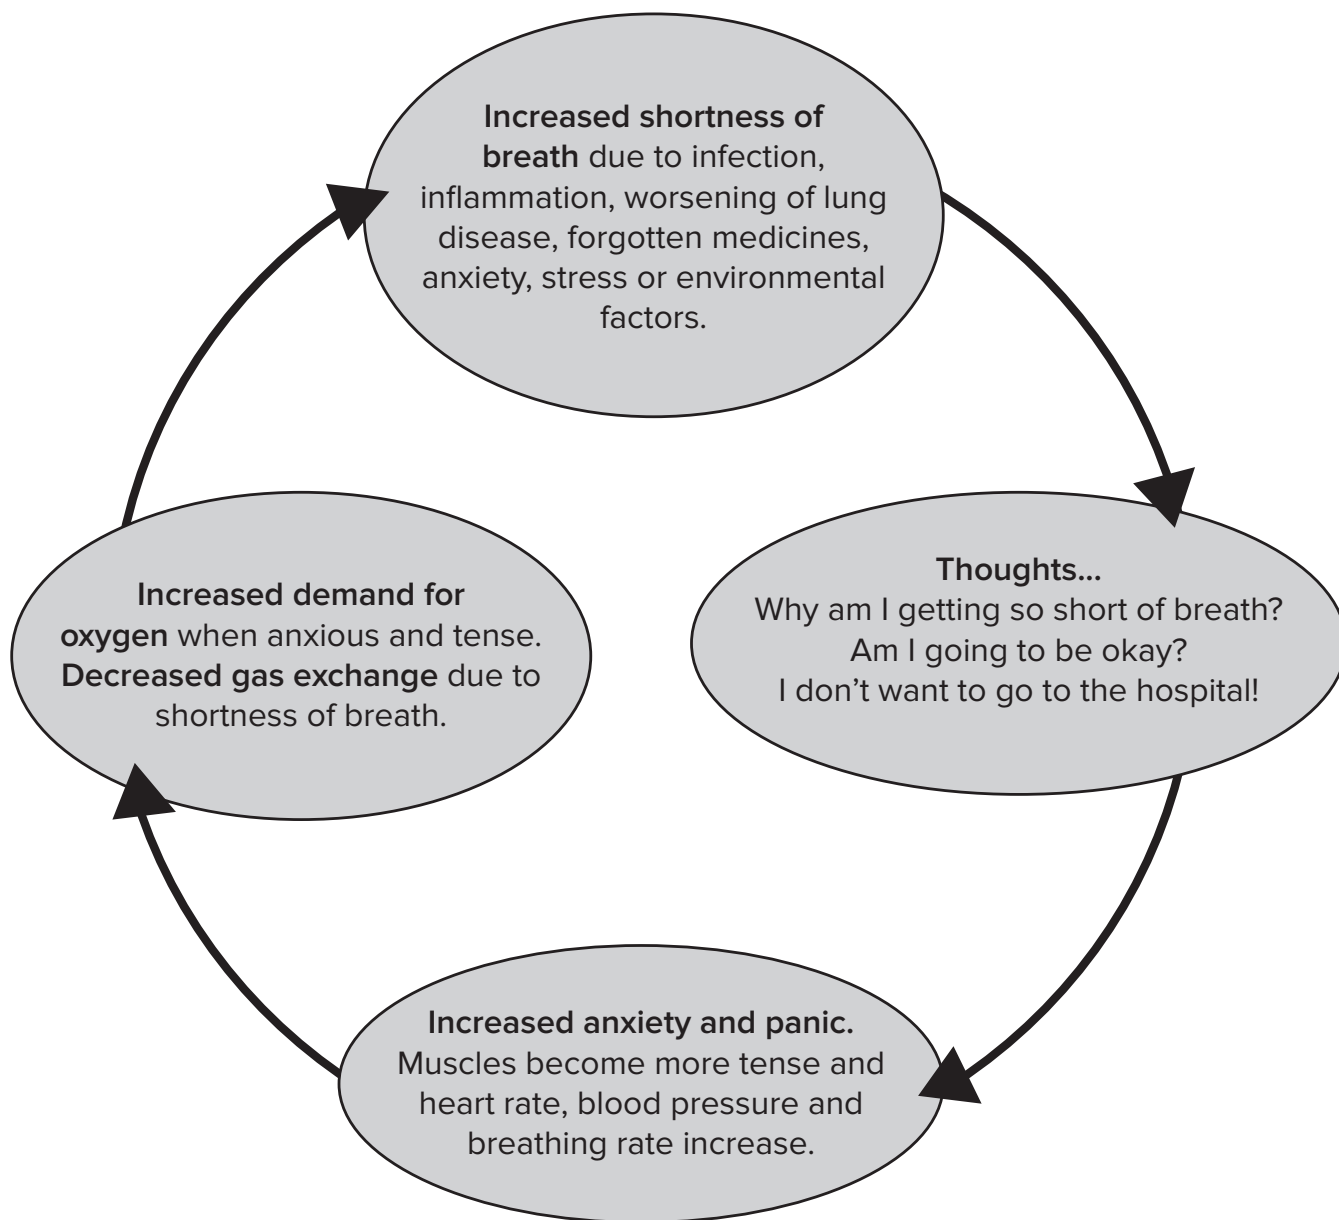 Increased shortness of
breath due to infection,
inflammation, worsening of lung
disease, forgotten medicines,
anxiety, stress or environmental
factors.
Thoughts...
Why am I getting so short of breath?
Am I going to be okay?
I don’t want to go to the hospital!
Increased anxiety and panic.
Muscles become more tense and
heart rate, blood pressure and
breathing rate increase.
Increased demand for
oxygen when anxious and tense.
Decreased gas exchange due to
shortness of breath.